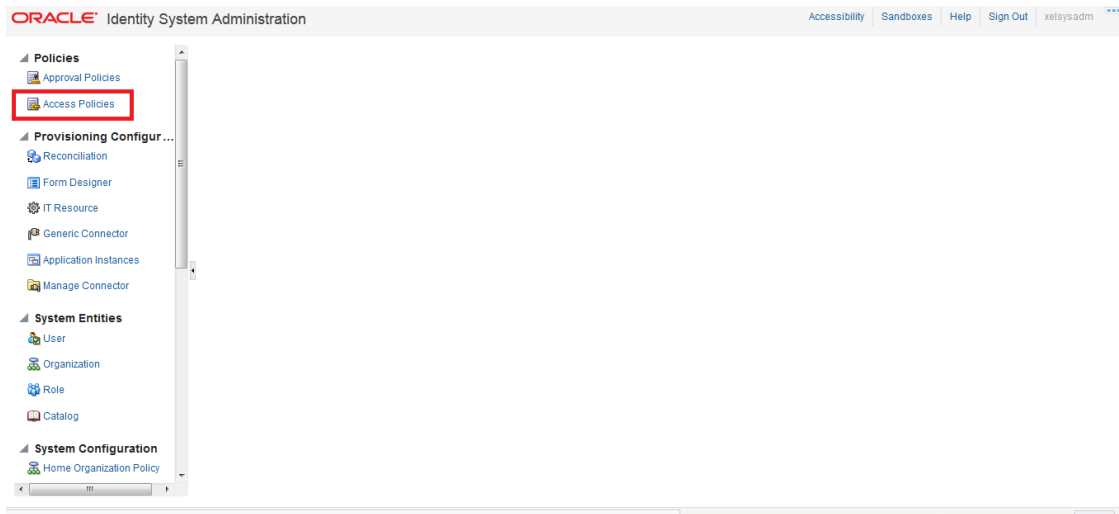 ORACLE® Identity System Administration
Accessibility Sandboxes Help Sign Out xelsysadm
Policies
Approval Policies
Access Policies
Provisioning Configur...
Reconciliation
Form Designer
IT Resource
Generic Connector
Application Instances
Manage Connector
System Entities
User
Organization
Role
Catalog
System Configuration
Home Organization Policy